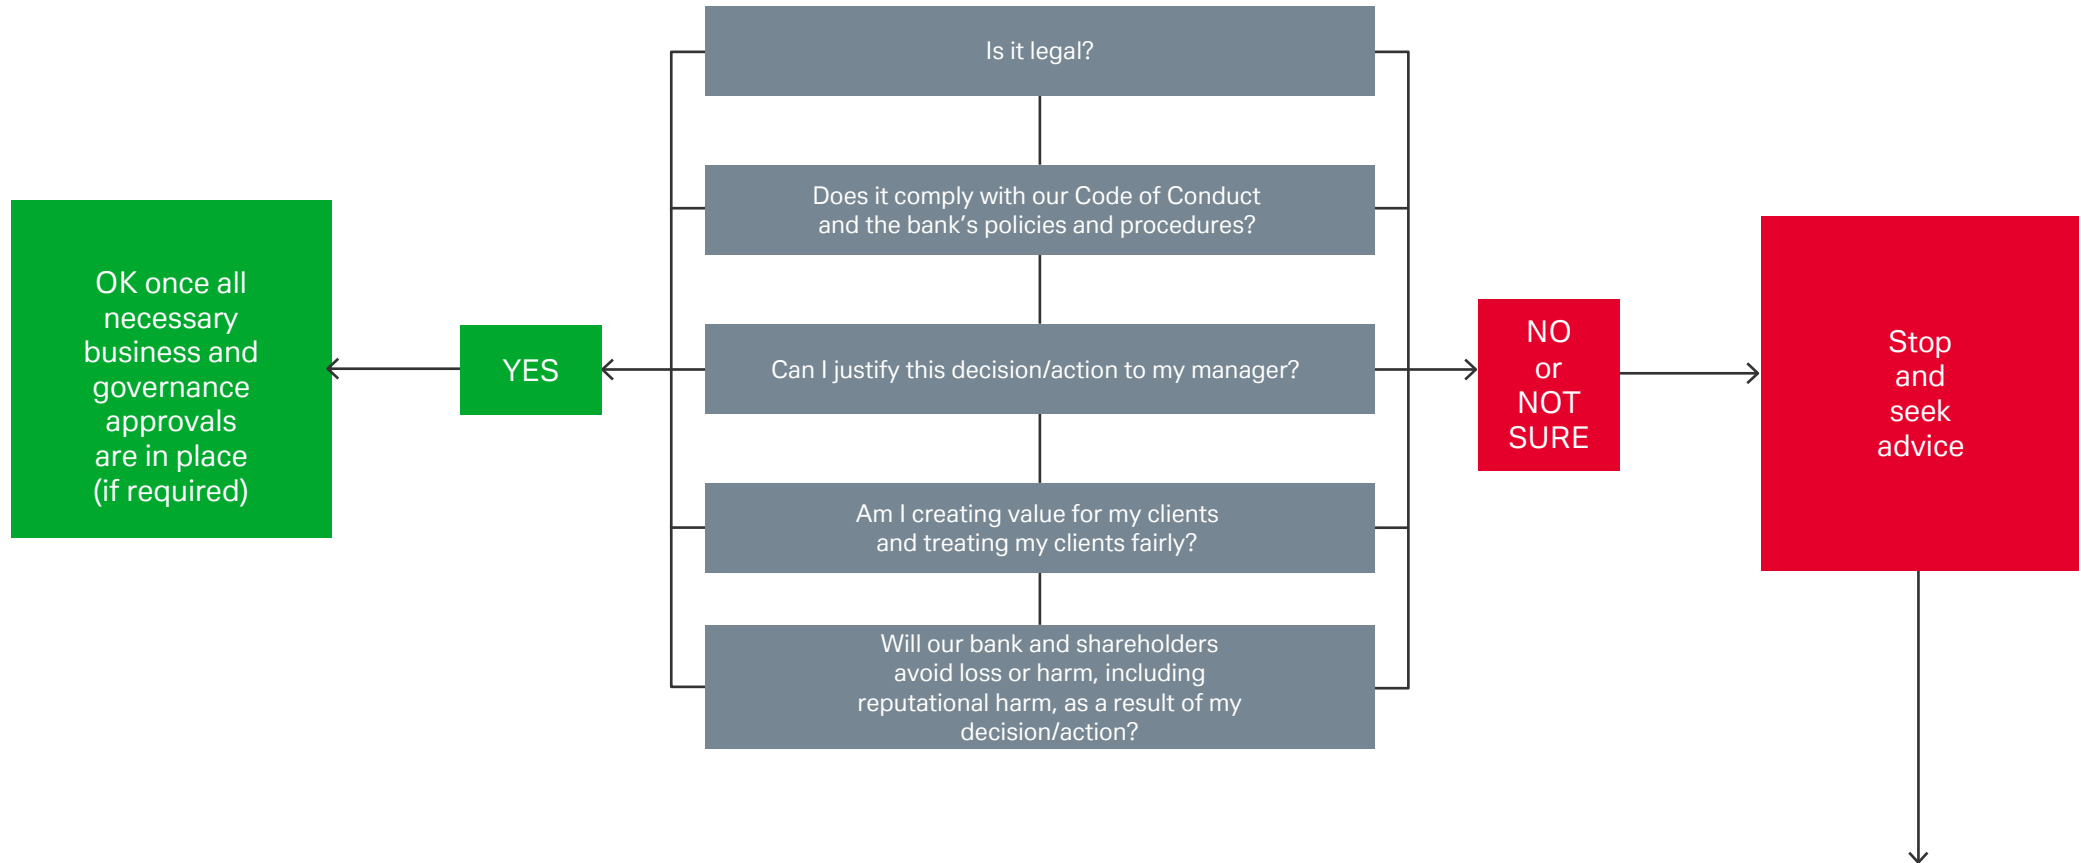 Is it legal?
Does it comply with our Code of Conduct
and the bank’s policies and procedures?
Can I justify this decision/action to my manager?
Am I creating value for my clients
and treating my clients fairly?
Will our bank and shareholders
avoid loss or harm, including
reputational harm, as a result of my
decision/action?
YES
OK once all
necessary
business and
governance
approvals
are in place
(if required)
NO
or
NOT
SURE
Stop
and
seek
advice